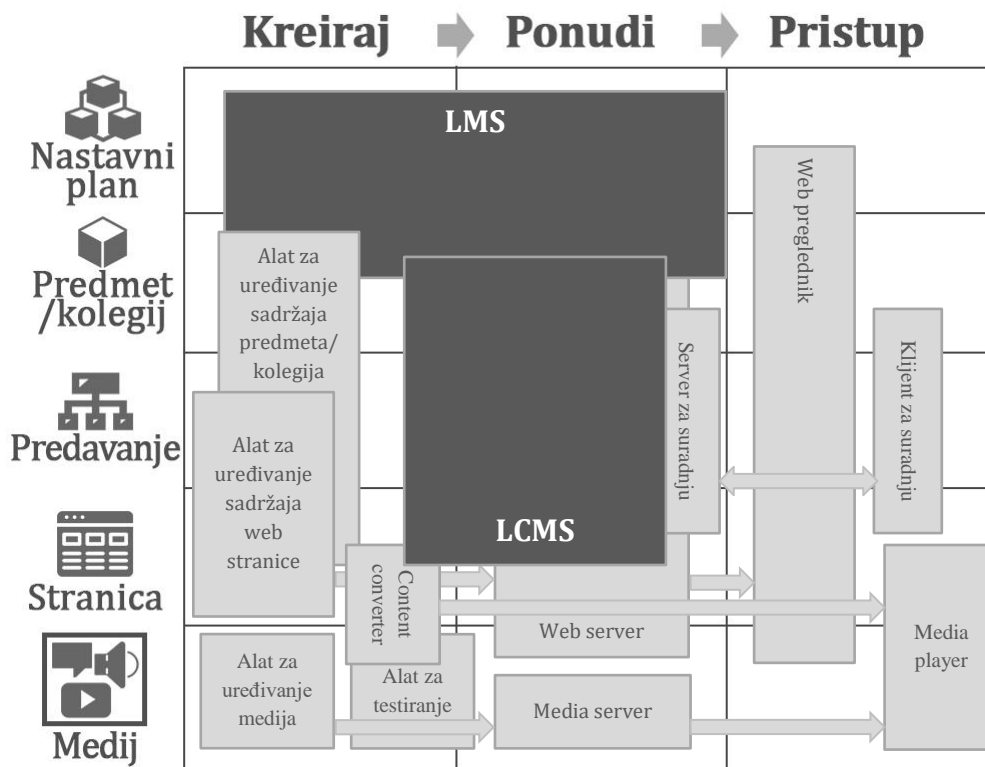 Kreiraj
Ponudi
Pristup
Nastavni
plan
Predmet
/kolegij
Predavanje
Stranica
Medij
LMS
Alat za
uređivanje
sadržaja
predmeta/
kolegija
Alat za
uređivanje
sadržaja
web
stranice
Content
converter
Alat za
uređivanje
medija
Alat za
testiranje
LCMS
Server za suradnju
Web server
Media server
Web preglednik
Klijent za suradnju
Media
player